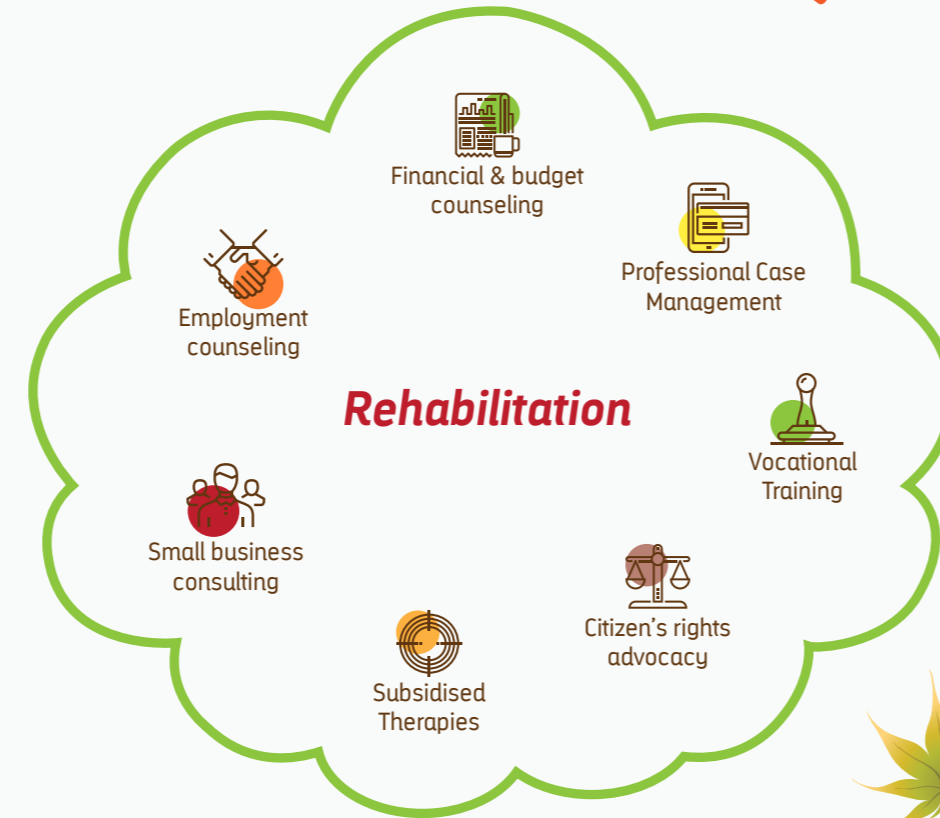 Financial & budget
counseling
Professional Case
Management
Employment
counseling
Rehabilitation
Vocational
Training
Small business
consulting
Citizen's rights
advocacy
Subsidised
Therapies